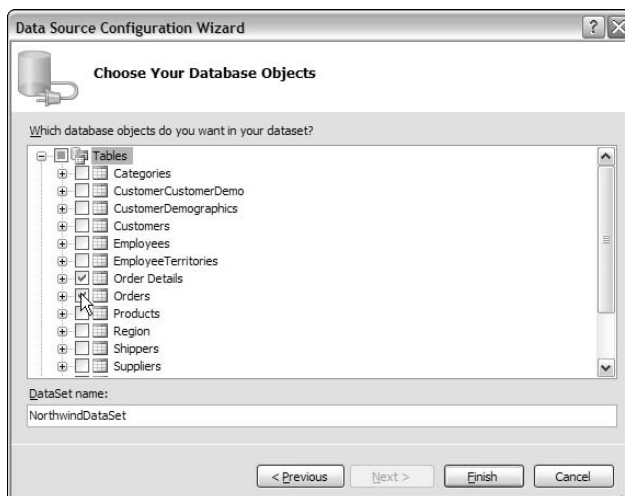 Data Source Configuration Wizard
Choose Your Database Objects
Which database objects do you want in your dataset?
Tables
Categories
CustomerCustomerDemo
CustomerDemographics
Customers
Employees
EmployeeTerritories
Order Details
Orders
Products
Region
Shippers
Suppliers
DataSet name:
NorthwindDataSet
< Previous Next > Finish Cancel